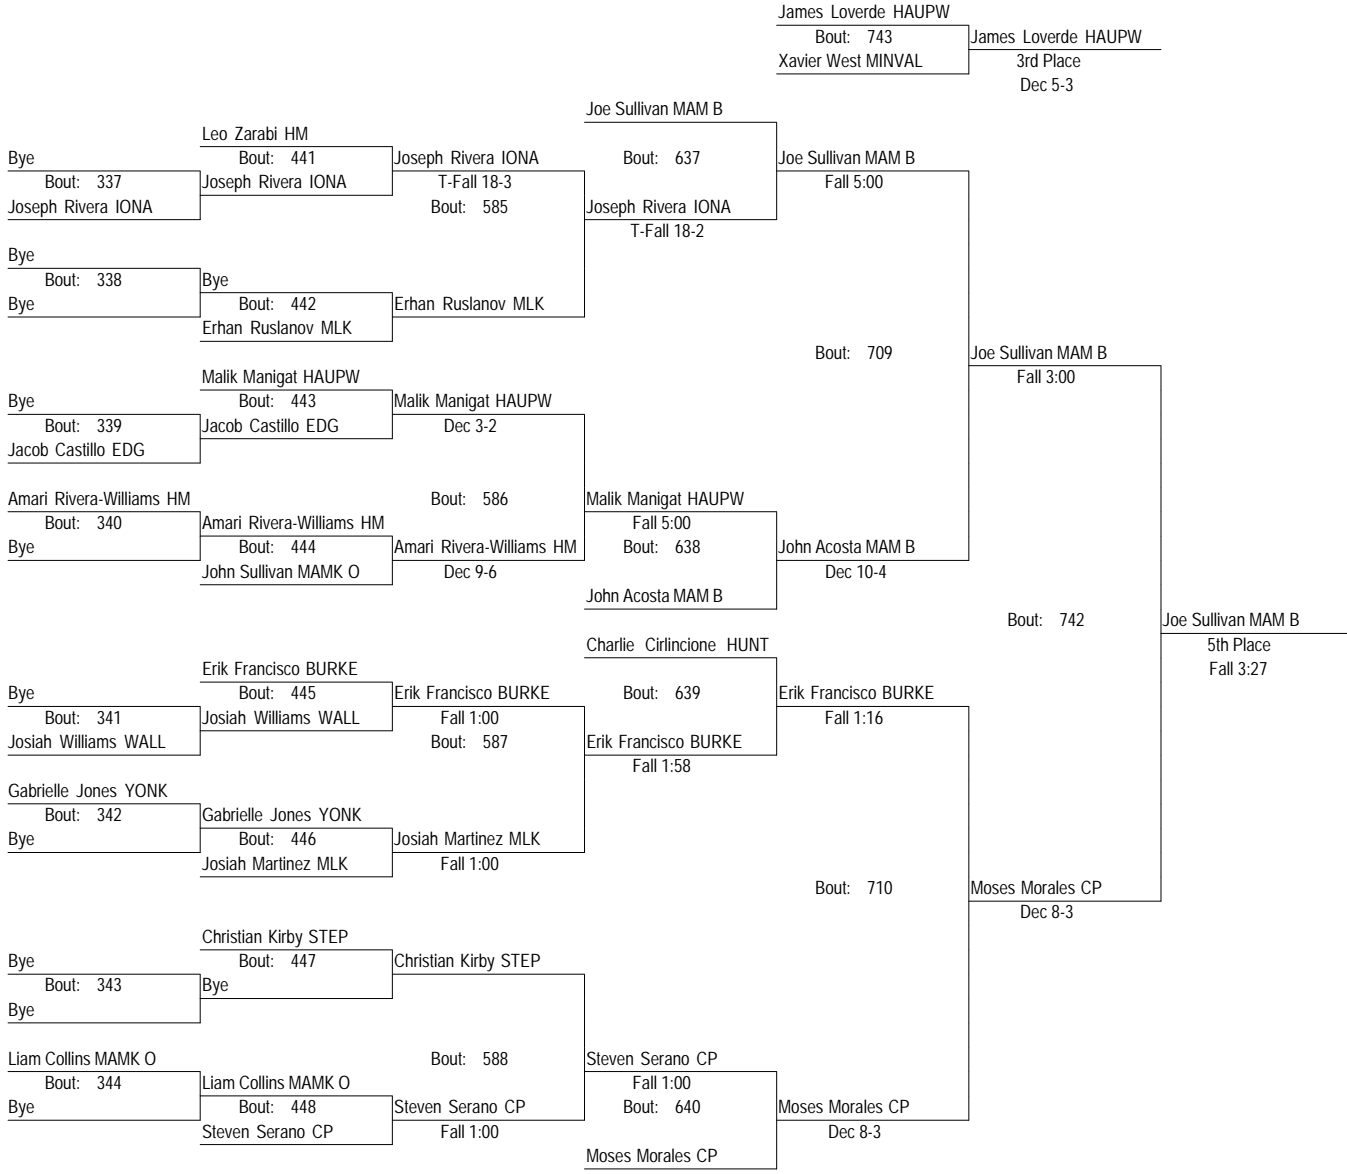 James Loverde HAUPW
Bout: 743
James Loverde HAUPW
Xavier West MINVAL
3rd Place
Dec 5-3
Joe Sullivan MAM B
Leo Zarabi HM
Bye
Bout: 441
Joseph Rivera IONA
Bout: 637
Joe Sullivan MAM B
Bout: 337
Joseph Rivera IONA
T-Fall 18-3
Fall 5:00
Joseph Rivera IONA
Bout: 585
Joseph Rivera IONA
T-Fall 18-2
Bye
Bout: 338
Bye
Bye
Bout: 442
Erhan Ruslanov MLK
Erhan Ruslanov MLK
Bout: 709
Joe Sullivan MAM B
Malik Manigat HAUPW
Fall 3:00
Bye
Bout: 443
Malik Manigat HAUPW
Bout: 339
Jacob Castillo EDG
Dec 3-2
Jacob Castillo EDG
Amari Rivera-Williams HM
Bout: 586
Malik Manigat HAUPW
Bout: 340
Amari Rivera-Williams HM
Fall 5:00
Bye
Bout: 444
Amari Rivera-Williams HM
Bout: 638
John Acosta MAM B
John Sullivan MAMK O
Dec 9-6
Dec 10-4
John Acosta MAM B
Bout: 742
Joe Sullivan MAM B
Charlie Cirlincione HUNT
5th Place
Erik Francisco BURKE
Fall 3:27
Bye
Bout: 445
Erik Francisco BURKE
Bout: 639
Erik Francisco BURKE
Bout: 341
Josiah Williams WALL
Fall 1:00
Fall 1:16
Josiah Williams WALL
Bout: 587
Erik Francisco BURKE
Fall 1:58
Gabrielle Jones YONK
Bout: 342
Gabrielle Jones YONK
Bye
Bout: 446
Josiah Martinez MLK
Josiah Martinez MLK
Fall 1:00
Bout: 710
Moses Morales CP
Dec 8-3
Christian Kirby STEP
Bye
Bout: 447
Christian Kirby STEP
Bout: 343
Bye
Bye
Liam Collins MAMK O
Bout: 588
Steven Serano CP
Bout: 344
Liam Collins MAMK O
Fall 1:00
Bye
Bout: 448
Steven Serano CP
Bout: 640
Moses Morales CP
Steven Serano CP
Fall 1:00
Dec 8-3
Moses Morales CP